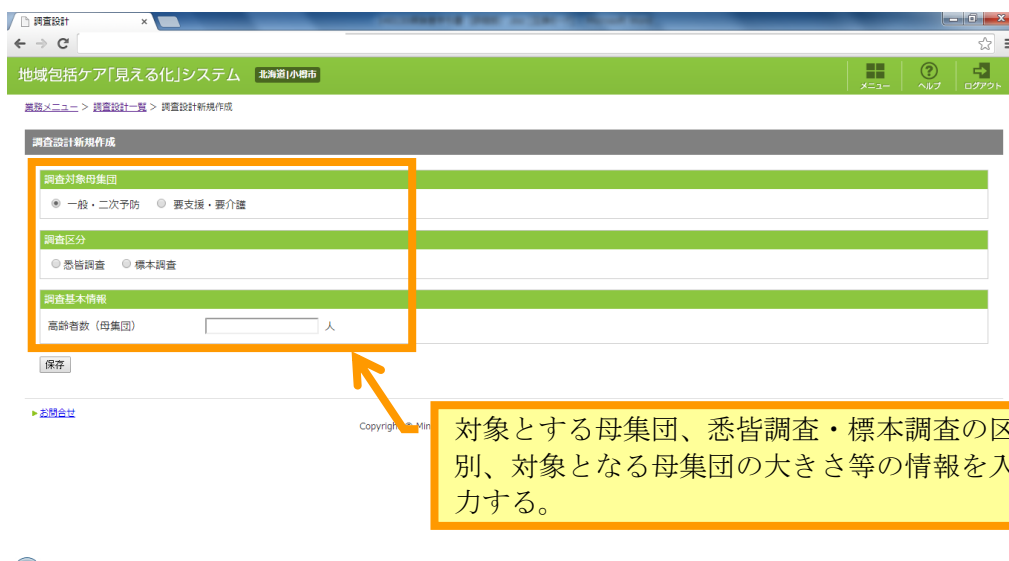 調査設計
地域包括ケア「見える化」システム 北海道|小樽市
メニュー ヘルプ ログアウト
業務メニュー > 調査設計一覧 > 調査設計新規作成
調査設計新規作成
調査対象母集団
一般・二次予防 要支援・要介護
調査区分
悉皆調査 標本調査
調査基本情報
高齢者数（母集団） 人
保存
お問合せ
Copyright © Min
対象とする母集団、悉皆調査・標本調査の区
別、対象となる母集団の大きさ等の情報を入
力する。